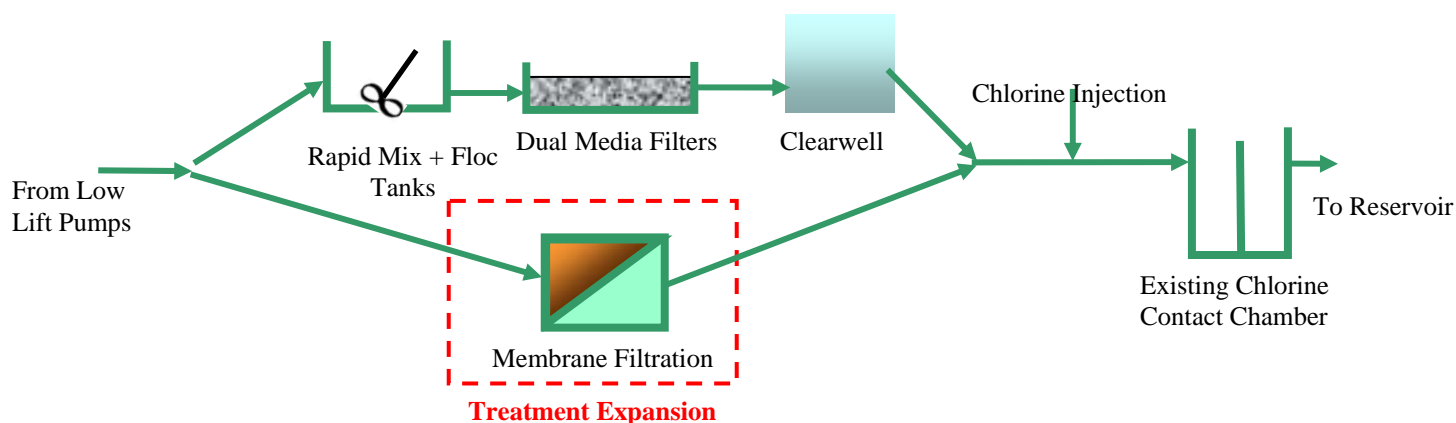 From Low
Lift Pumps
Rapid Mix + Floc
Tanks
Dual Media Filters
Clearwell
Chlorine Injection
Membrane Filtration
Treatment Expansion
Existing Chlorine
Contact Chamber
To Reservoir